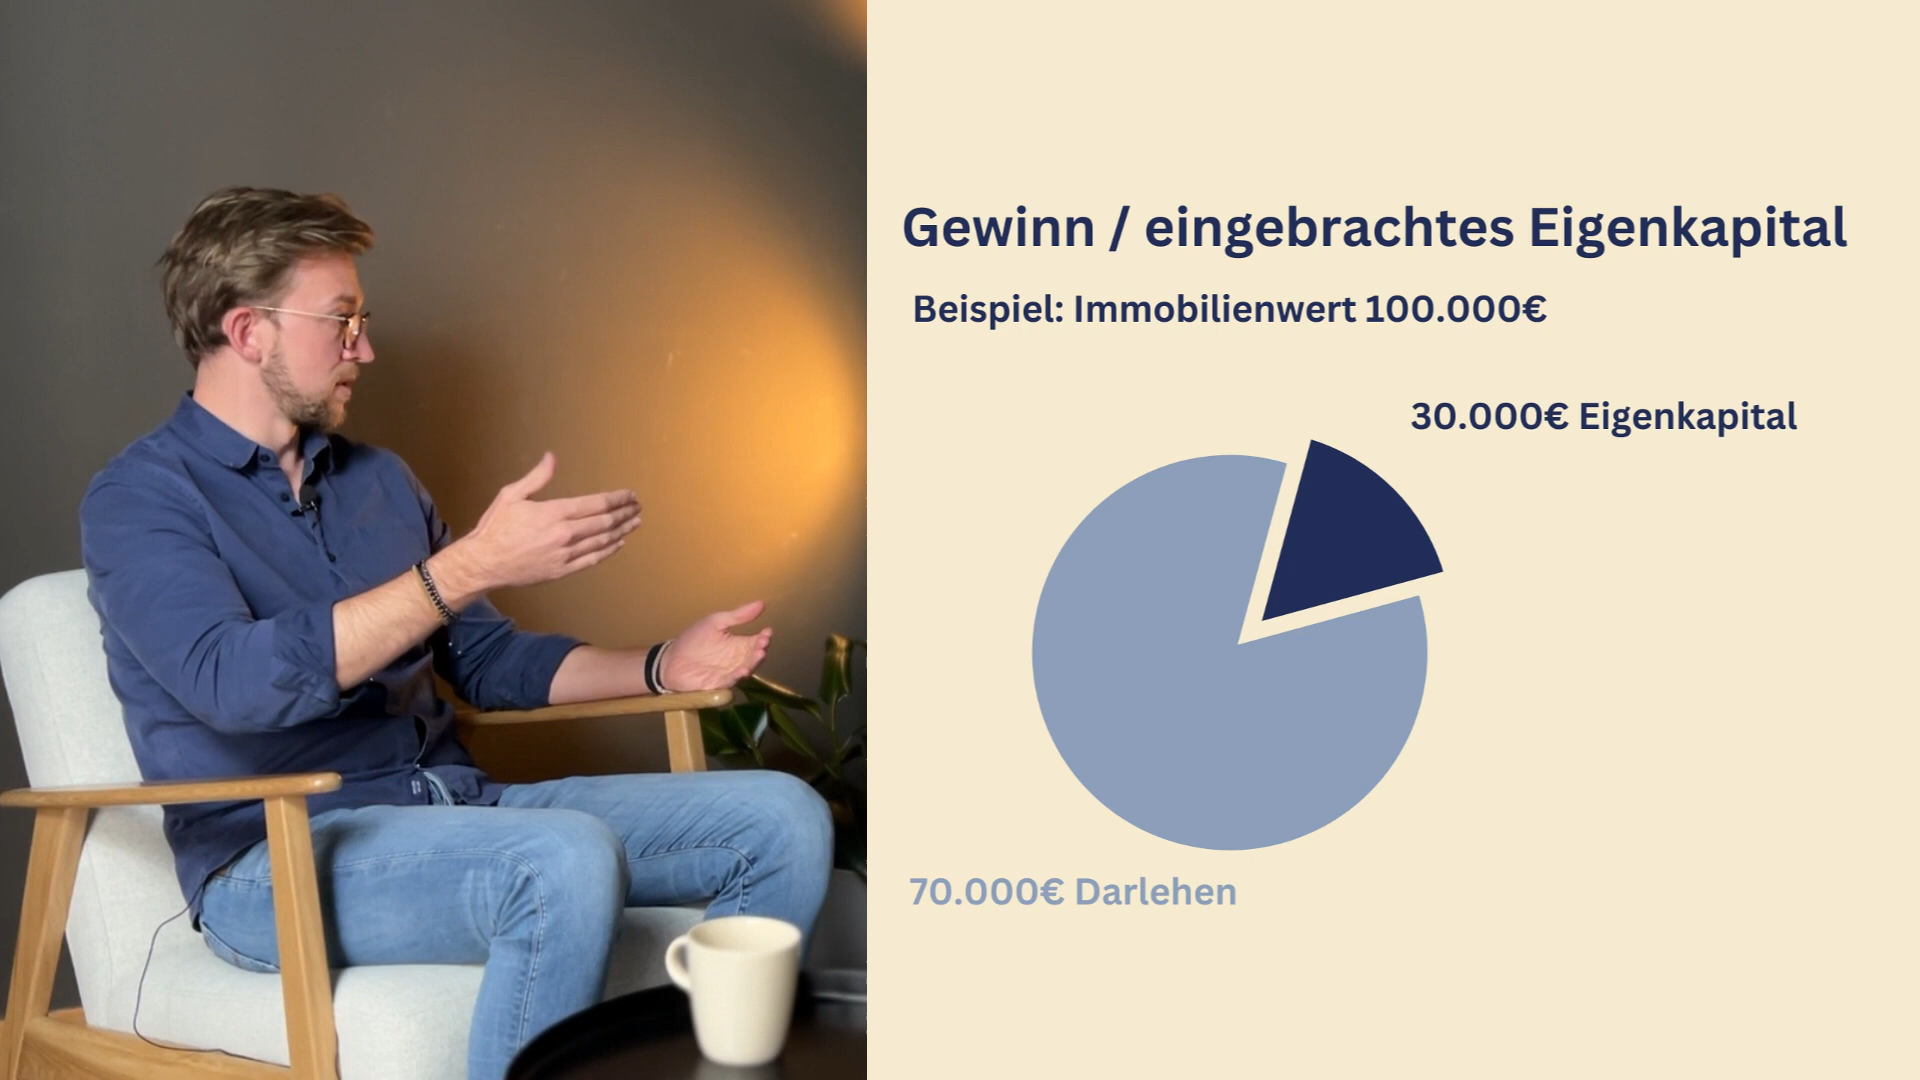 Gewinn / eingebrachtes Eigenkapital
Beispiel: Immobilienwert 100.000€
30.000€ Eigenkapital
70.000€ Darlehen